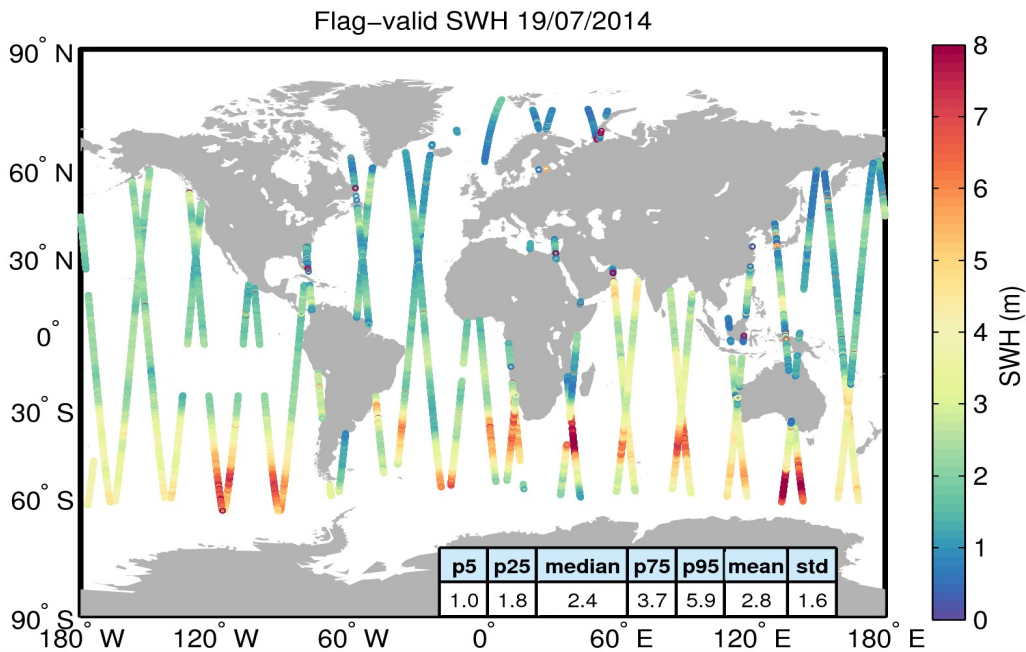 Flag−valid SWH 19/07/2014
90° N
60° N
30° N
0°
30° S
60° S
90° S
180° W
120° W
60° W
0°
60° E
120° E
180° E
p5 p25 median p75 p95 mean std
1.0 1.8 2.4 3.7 5.9 2.8 1.6
8
7
6
5
4
3
2
1
0
SWH (m)